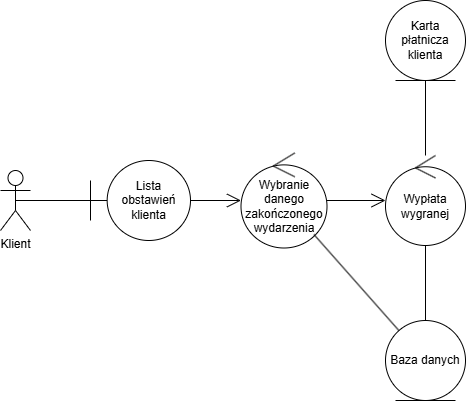 Karta
płatnicza
klienta
Lista
obstawień
klienta
Wybranie
danego
zakończonego
wydarzenia
Wypłata
wygranej
Klient
Baza danych